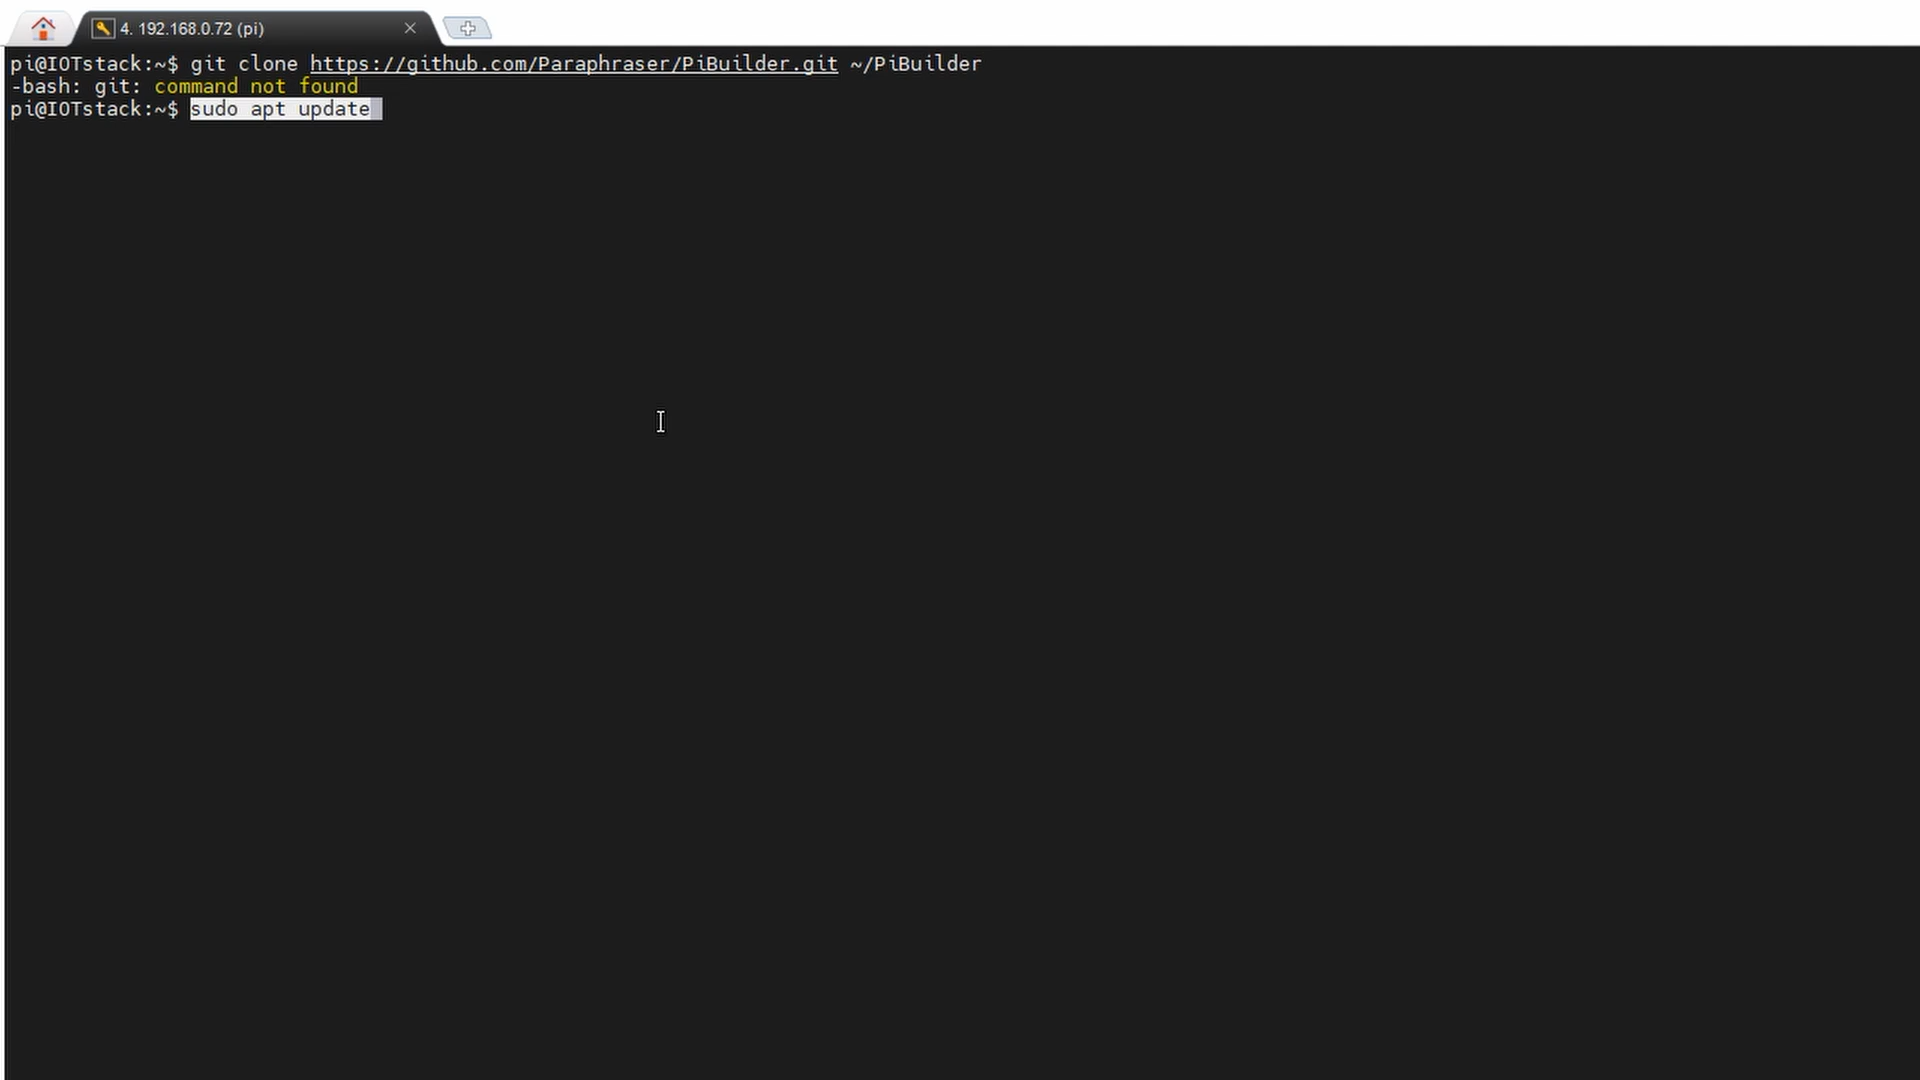 4. 192.168.0.72 (pi)
pi@IOTstack:~$ git clone https://github.com/Paraphraser/PiBuilder.git ~/PiBuilder
-bash: git: command not found
pi@IOTstack:~$ sudo apt update